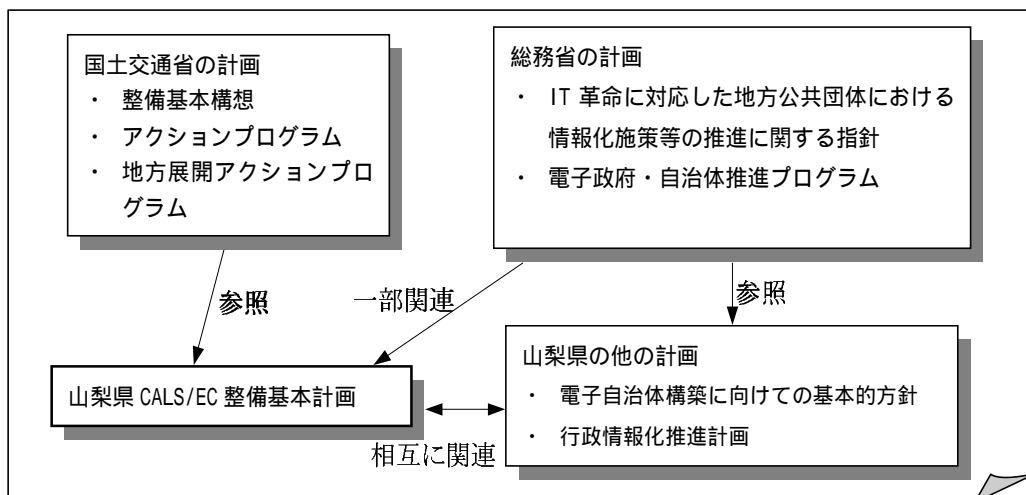 国土交通省の計画
・ 整備基本構想
・ アクションプログラム
・ 地方展開アクションプロ
グラム
総務省の計画
・ IT 革命に対応した地方公共団体における
情報化施策等の推進に関する指針
・ 電子政府・自治体推進プログラム
参照
一部関連
参照
山梨県 CALS/EC 整備基本計画
相互に関連
山梨県の他の計画
・ 電子自治体構築に向けての基本的方針
・ 行政情報化推進計画